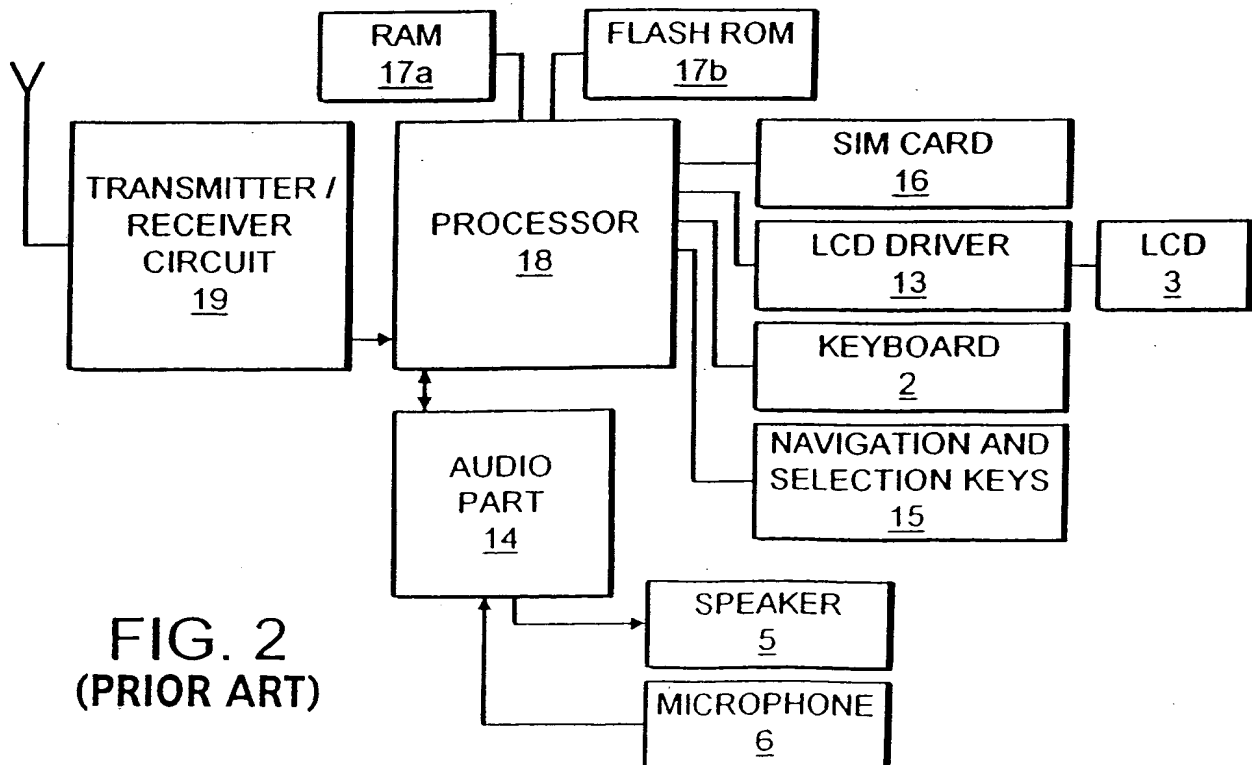 RAM
17a
FLASH ROM
17b
TRANSMITTER /
RECEIVER
CIRCUIT
19
PROCESSOR
18
SIM CARD
16
LCD DRIVER
13
LCD
3
KEYBOARD
2
NAVIGATION AND
SELECTION KEYS
15
AUDIO
PART
14
SPEAKER
5
MICROPHONE
6
FIG. 2
(PRIOR ART)